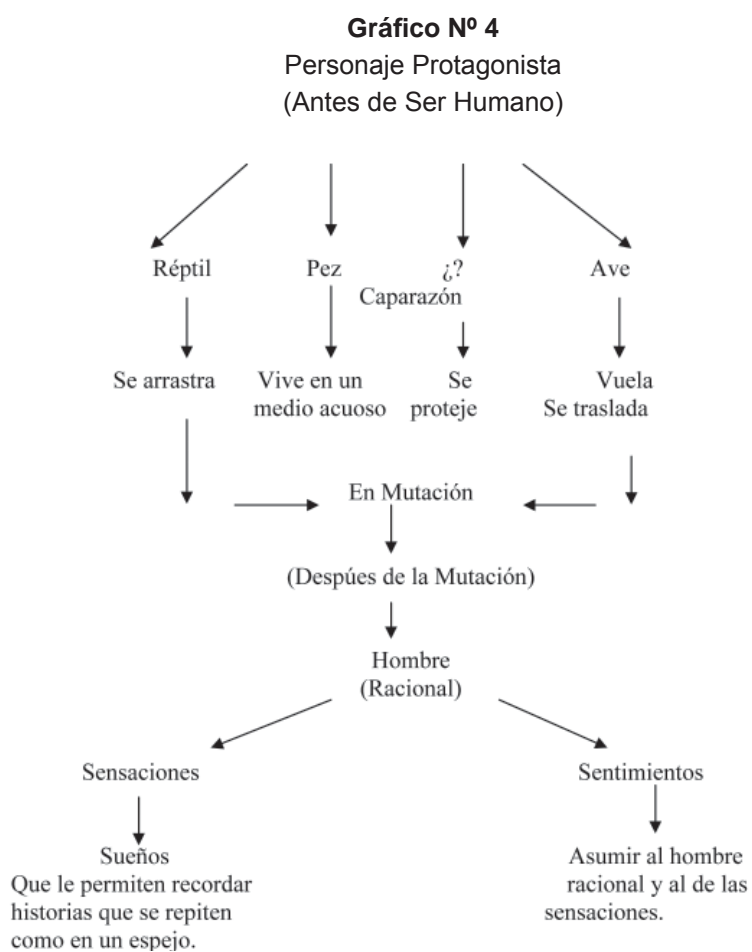 Gráfico Nº 4
Personaje Protagonista
(Antes de Ser Humano)
Réptil Pez ¿? Ave
Caparazón
Se arrastra Vive en un Se Vuela
medio acuoso proteje Se traslada
En Mutación
(Despúes de la Mutación)
Hombre
(Racional)
Sensaciones Sentimientos
Sueños Asumir al hombre
Que le permiten recordar racional y al de las
historias que se repiten sensaciones.
como en un espejo.